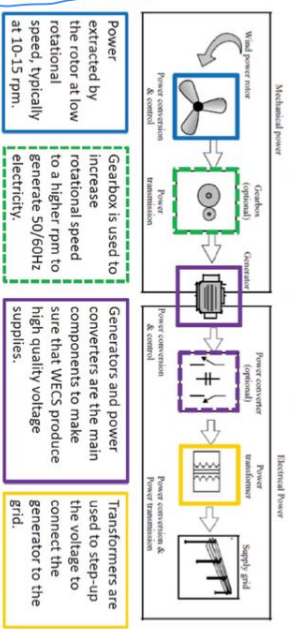 Mechanical power
Electrical Power
Wind power rotor
Gearbox
(optional)
Generator
Power converter
(optional)
Power
transformer
Supply grid
Power conversion
& control
Power
transmission
Power conversion
& control
Power conversion &
Power transmission
Power
extracted by
the rotor at low
rotational
speed, typically
at 10-15 rpm.
Gearbox is used to
increase
rotational speed
to a higher rpm to
generate 50/60Hz
electricity.
Generators and power
converters are the main
components to make
sure that WECS produce
high quality voltage
supplies.
Transformers are
used to step-up
the voltage to
connect the
generator to the
grid.